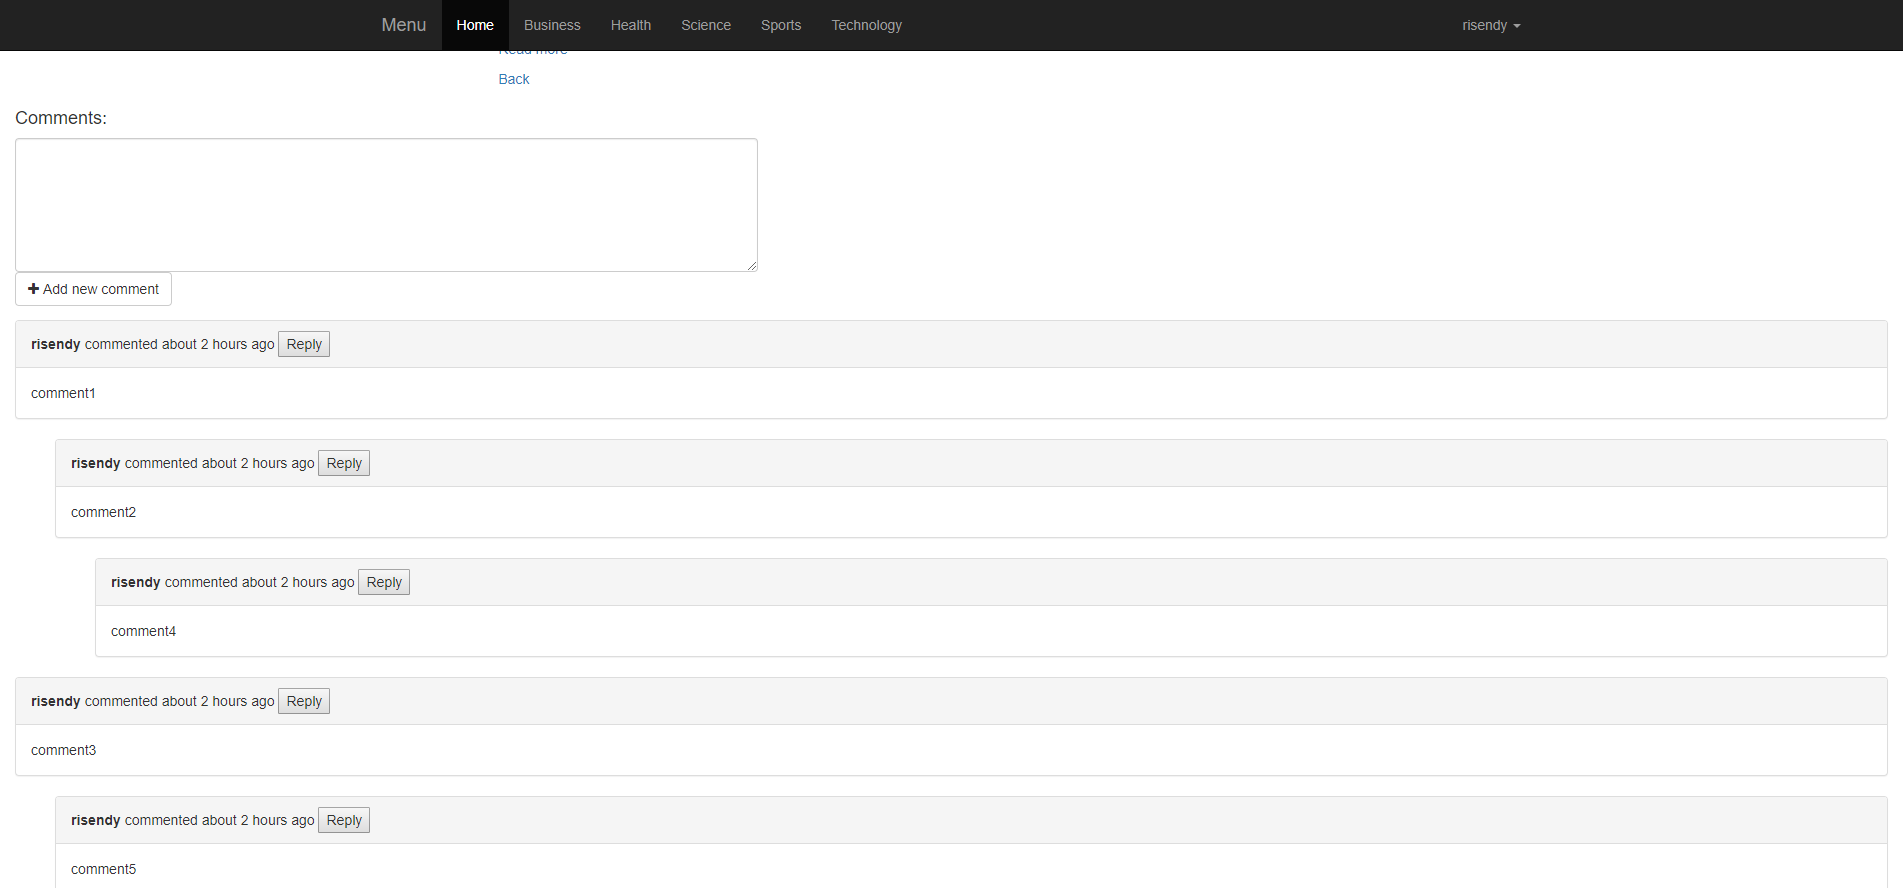 Menu Home Business Health Science Sports Technology risendy
Read more
Back
Comments:
Add new comment
risendy commented about 2 hours ago Reply
comment1
risendy commented about 2 hours ago Reply
comment2
risendy commented about 2 hours ago Reply
comment4
risendy commented about 2 hours ago Reply
comment3
risendy commented about 2 hours ago Reply
comment5